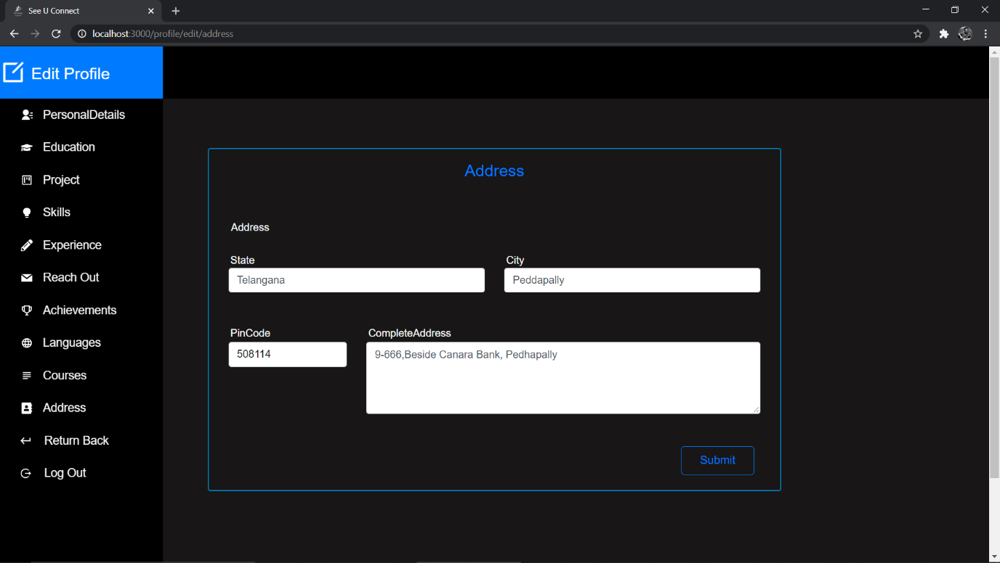 See U Connect
localhost:3000/profile/edit/address
Edit Profile
PersonalDetails
Education
Project
Skills
Experience
Reach Out
Achievements
Languages
Courses
Address
Return Back
Log Out
Address
Address
State
City
Telangana
Peddapally
PinCode
CompleteAddress
508114
9-666,Beside Canara Bank, Pedhapally
Submit